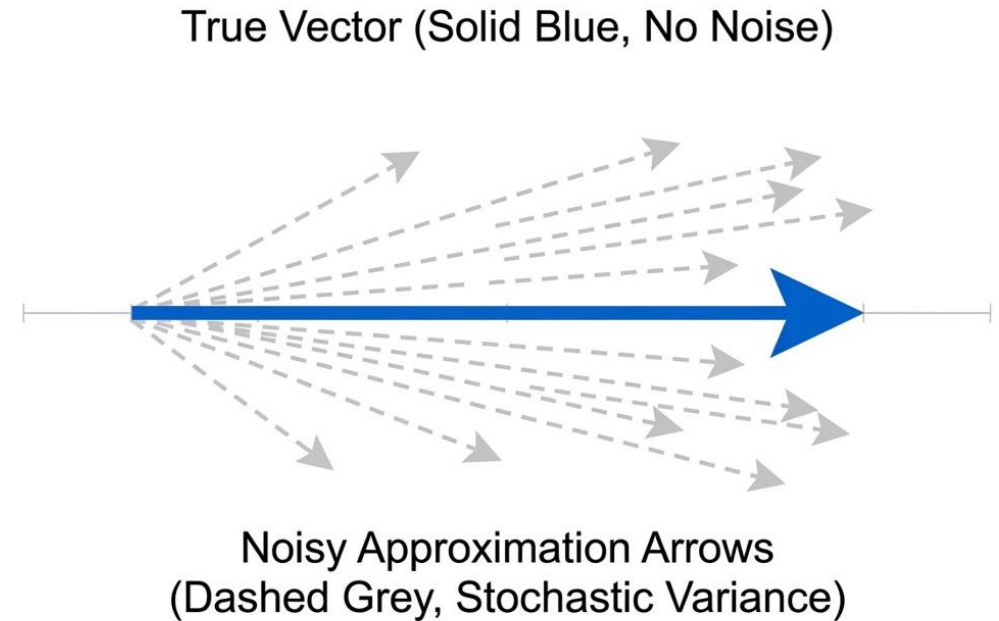 True Vector (Solid Blue, No Noise)
Noisy Approximation Arrows
(Dashed Grey, Stochastic Variance)